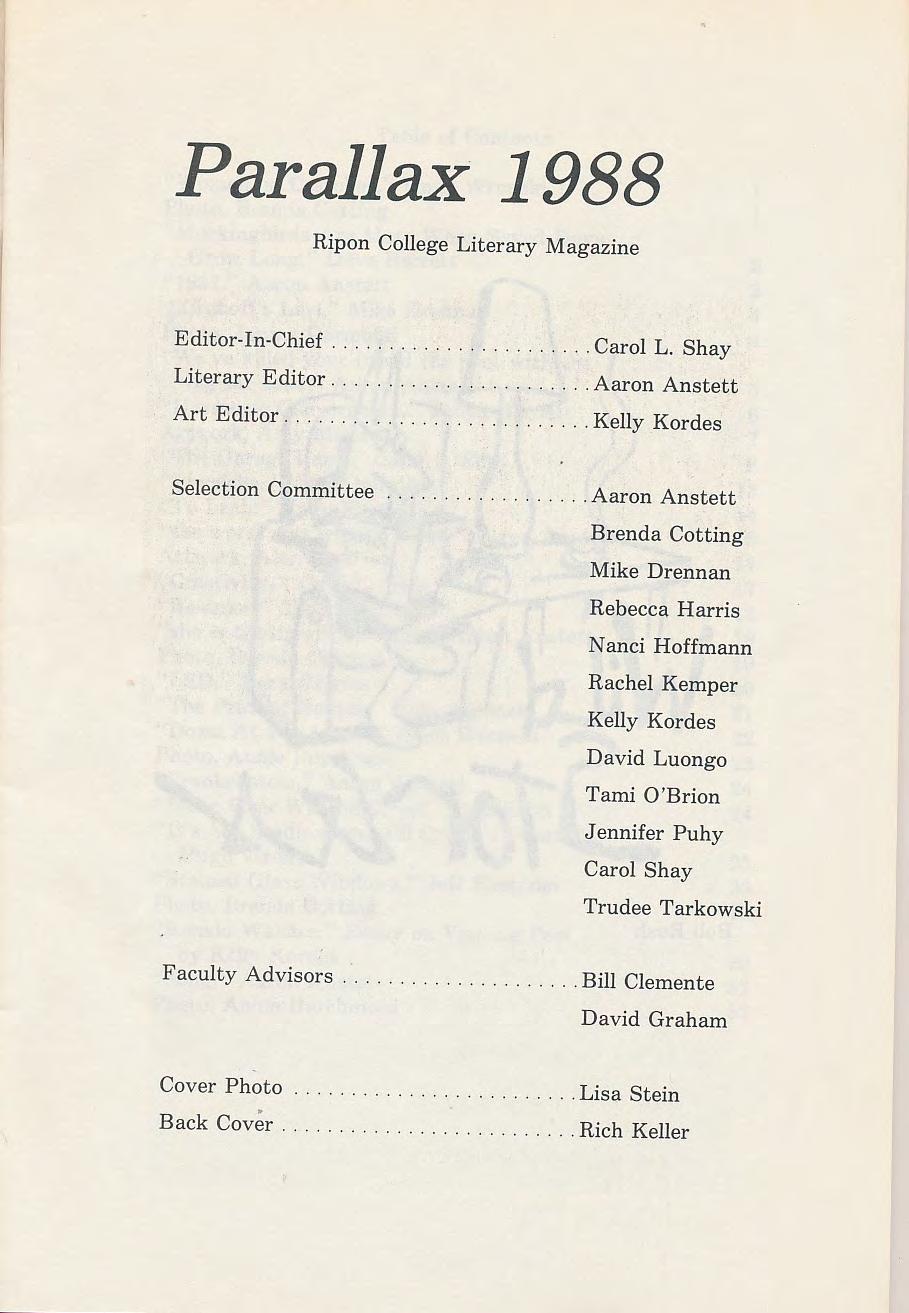 Parallax 1988
Ripon College Literary Magazine
Editor-In-Chief . . . . . . . . . . . . . . . . . . . . . . . Carol L. Shay
Literary Editor . . . . . . . . . . . . . . . . . . . . . . . Aaron Anstett
Art Editor . . . . . . . . . . . . . . . . . . . . . . . . . . . Kelly Kordes
Selection Committee . . . . . . . . . . . . . . . . . . Aaron Anstett
Brenda Cotting
Mike Drennan
Rebecca Harris
Nanci Hoffmann
Rachel Kemper
Kelly Kordes
David Luongo
Tami O'Brion
Jennifer Puhy
Carol Shay
Trudee Tarkowski
Faculty Advisors . . . . . . . . . . . . . . . . . . . . . Bill Clemente
David Graham
Cover Photo . . . . . . . . . . . . . . . . . . . . . . . . . Lisa Stein
Back Cover . . . . . . . . . . . . . . . . . . . . . . . . . . Rich Keller